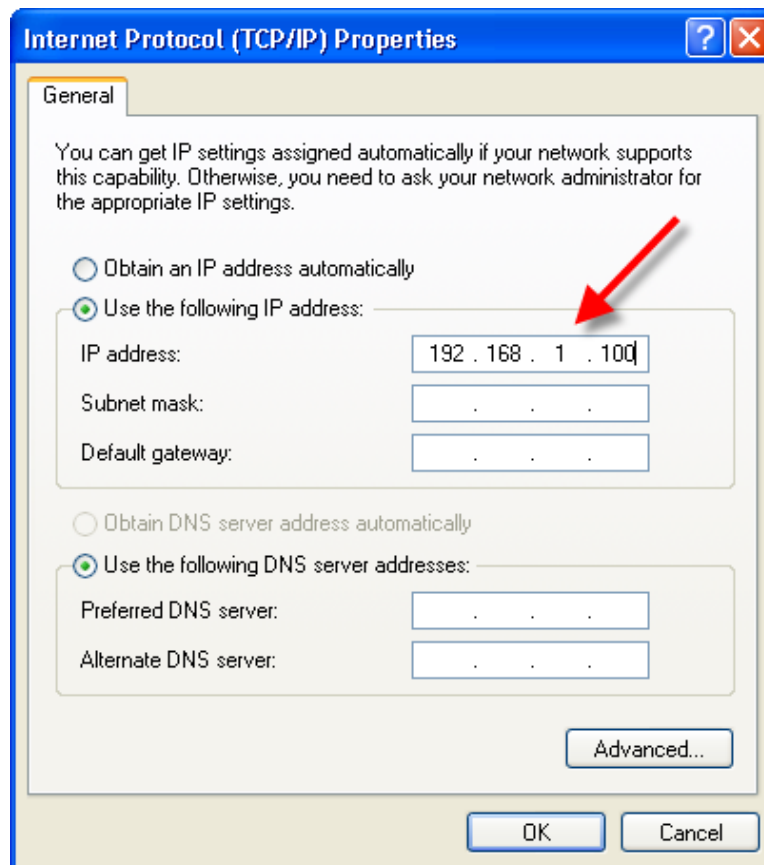 Internet Protocol (TCP/IP) Properties
General
You can get IP settings assigned automatically if your network supports
this capability. Otherwise, you need to ask your network administrator for
the appropriate IP settings.
Obtain an IP address automatically
Use the following IP address:
IP address: 192 . 168 . 1 . 100
Subnet mask: . . .
Default gateway: . . .
Obtain DNS server address automatically
Use the following DNS server addresses:
Preferred DNS server: . . .
Alternate DNS server: . . .
Advanced...
OK Cancel